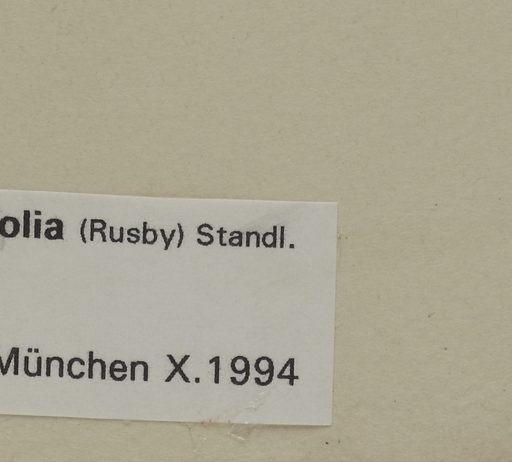 olia (Rusby) Standl.
München X.1994